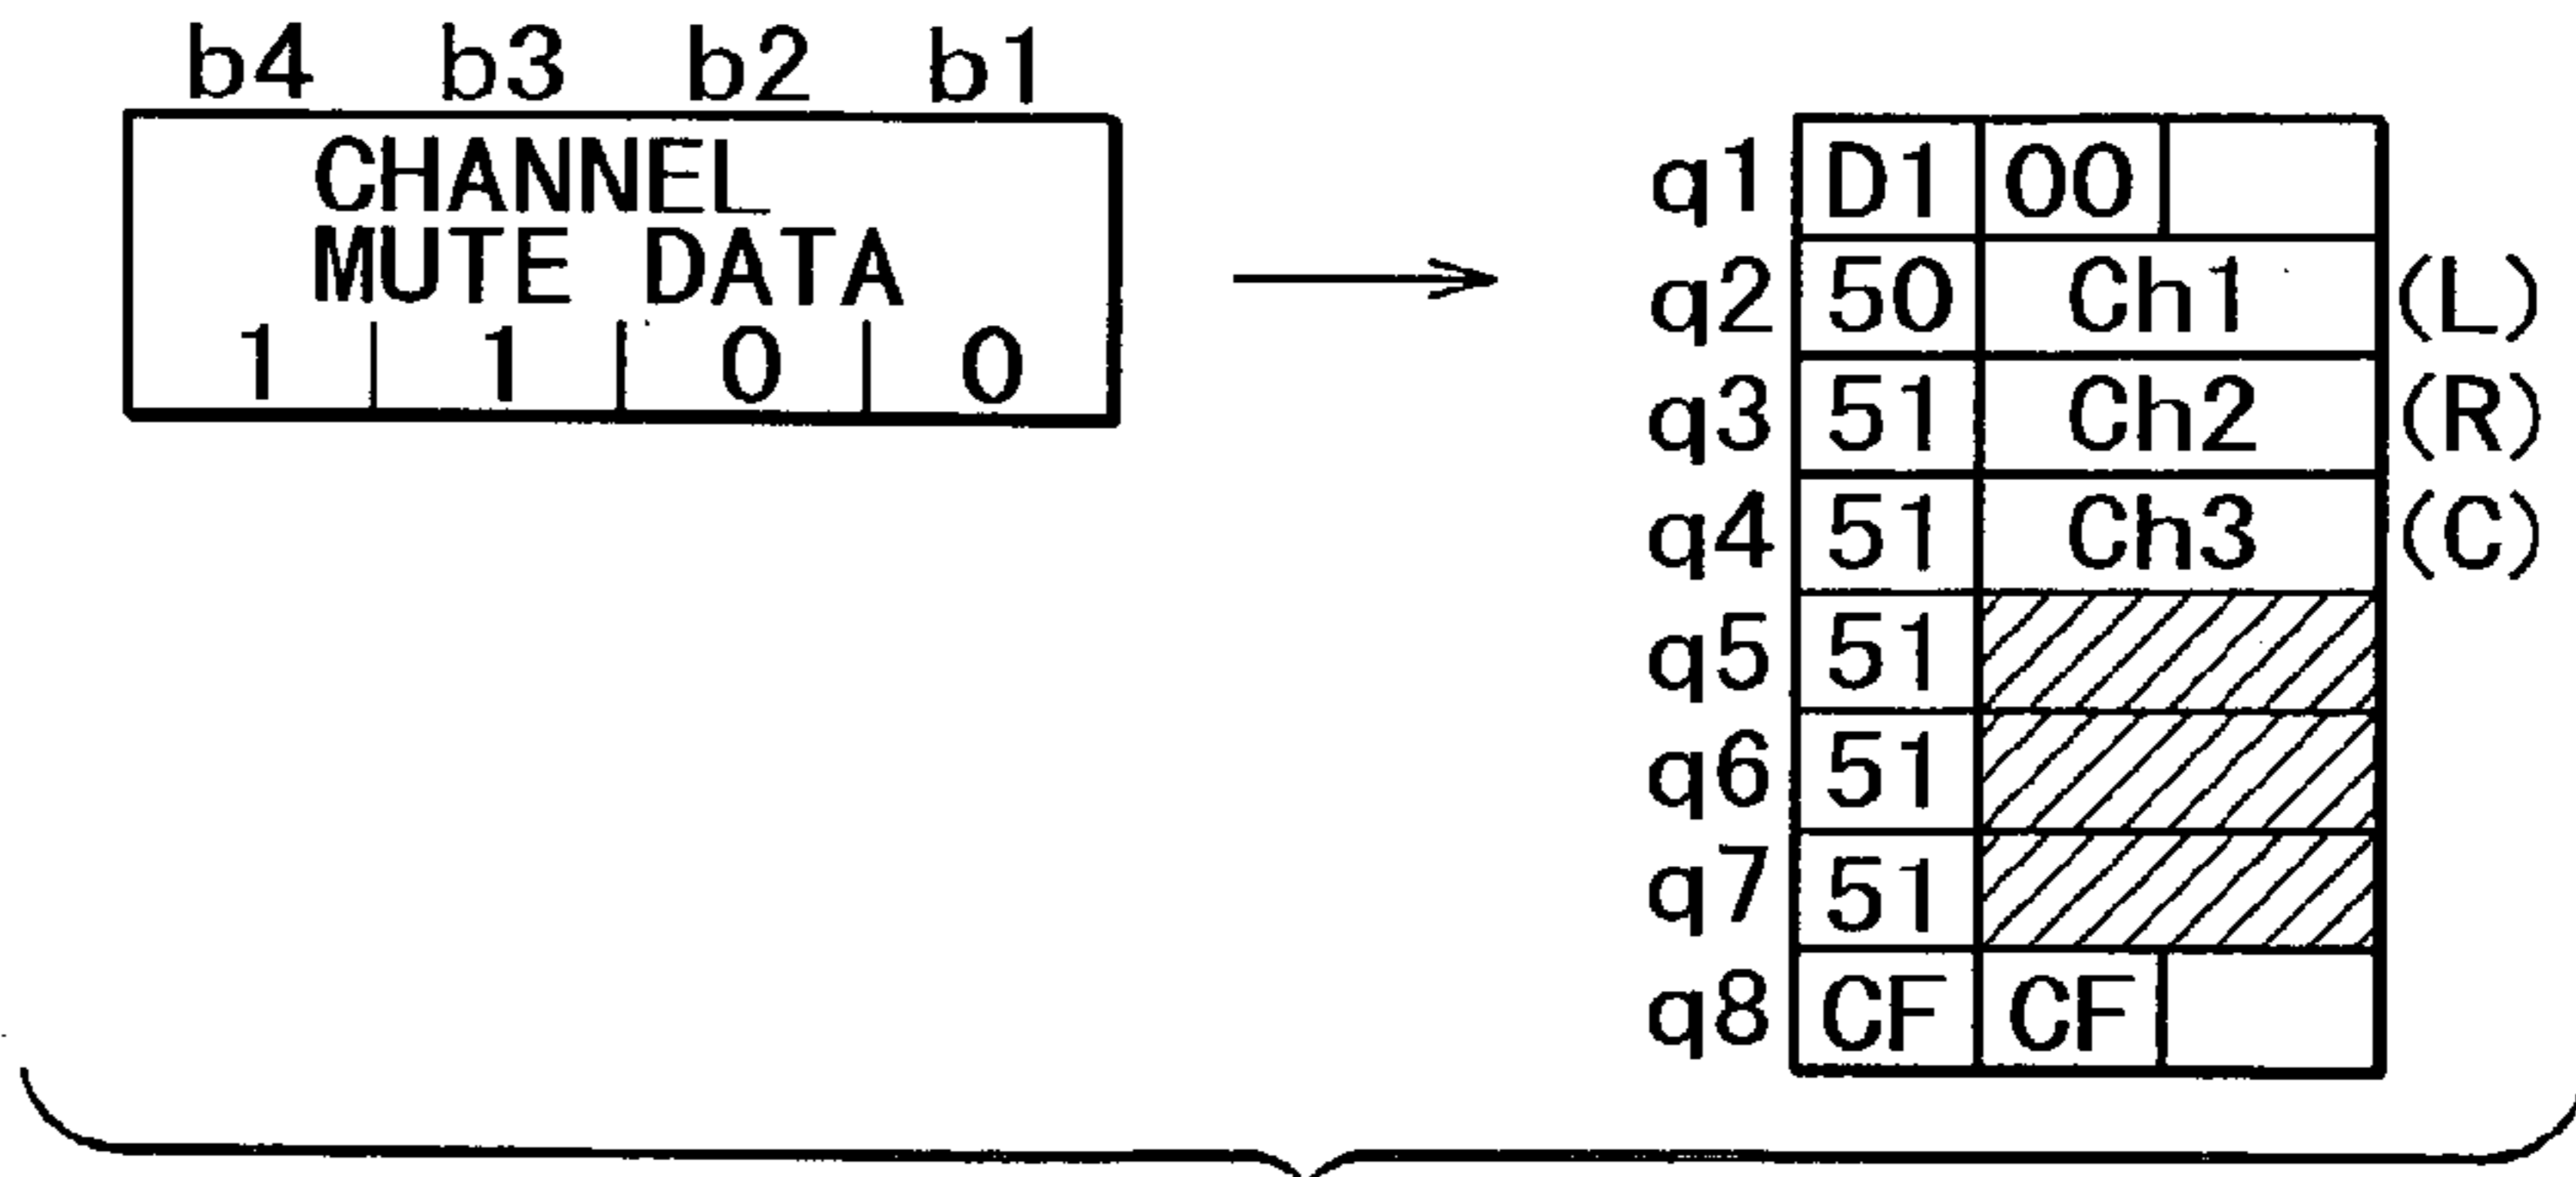 b4 b3 b2 b1
CHANNEL
MUTE DATA
1 1 0 0
q1 D1 00
q2 50 Ch1 (L)
q3 51 Ch2 (R)
q4 51 Ch3 (C)
q5 51
q6 51
q7 51
q8 CF CF